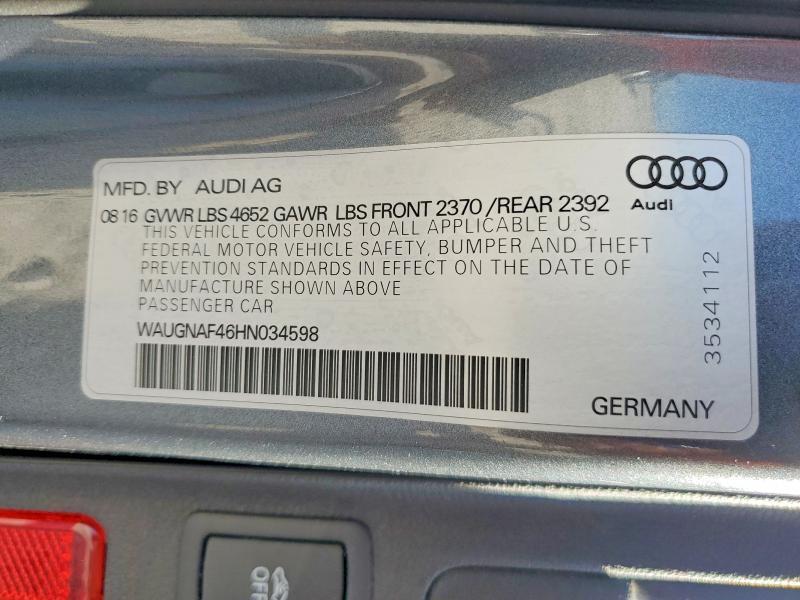 MFD. BY AUDI AG
Audi
08 16 GVWR LBS 4652 GAWR LBS FRONT 2370 /REAR 2392
THIS VEHICLE CONFORMS TO ALL APPLICABLE U.S.
FEDERAL MOTOR VEHICLE SAFETY, BUMPER AND THEFT
PREVENTION STANDARDS IN EFFECT ON THE DATE OF
MANUFACTURE SHOWN ABOVE
PASSENGER CAR
WAUGNAF46HN034598
3534112
GERMANY
OFF